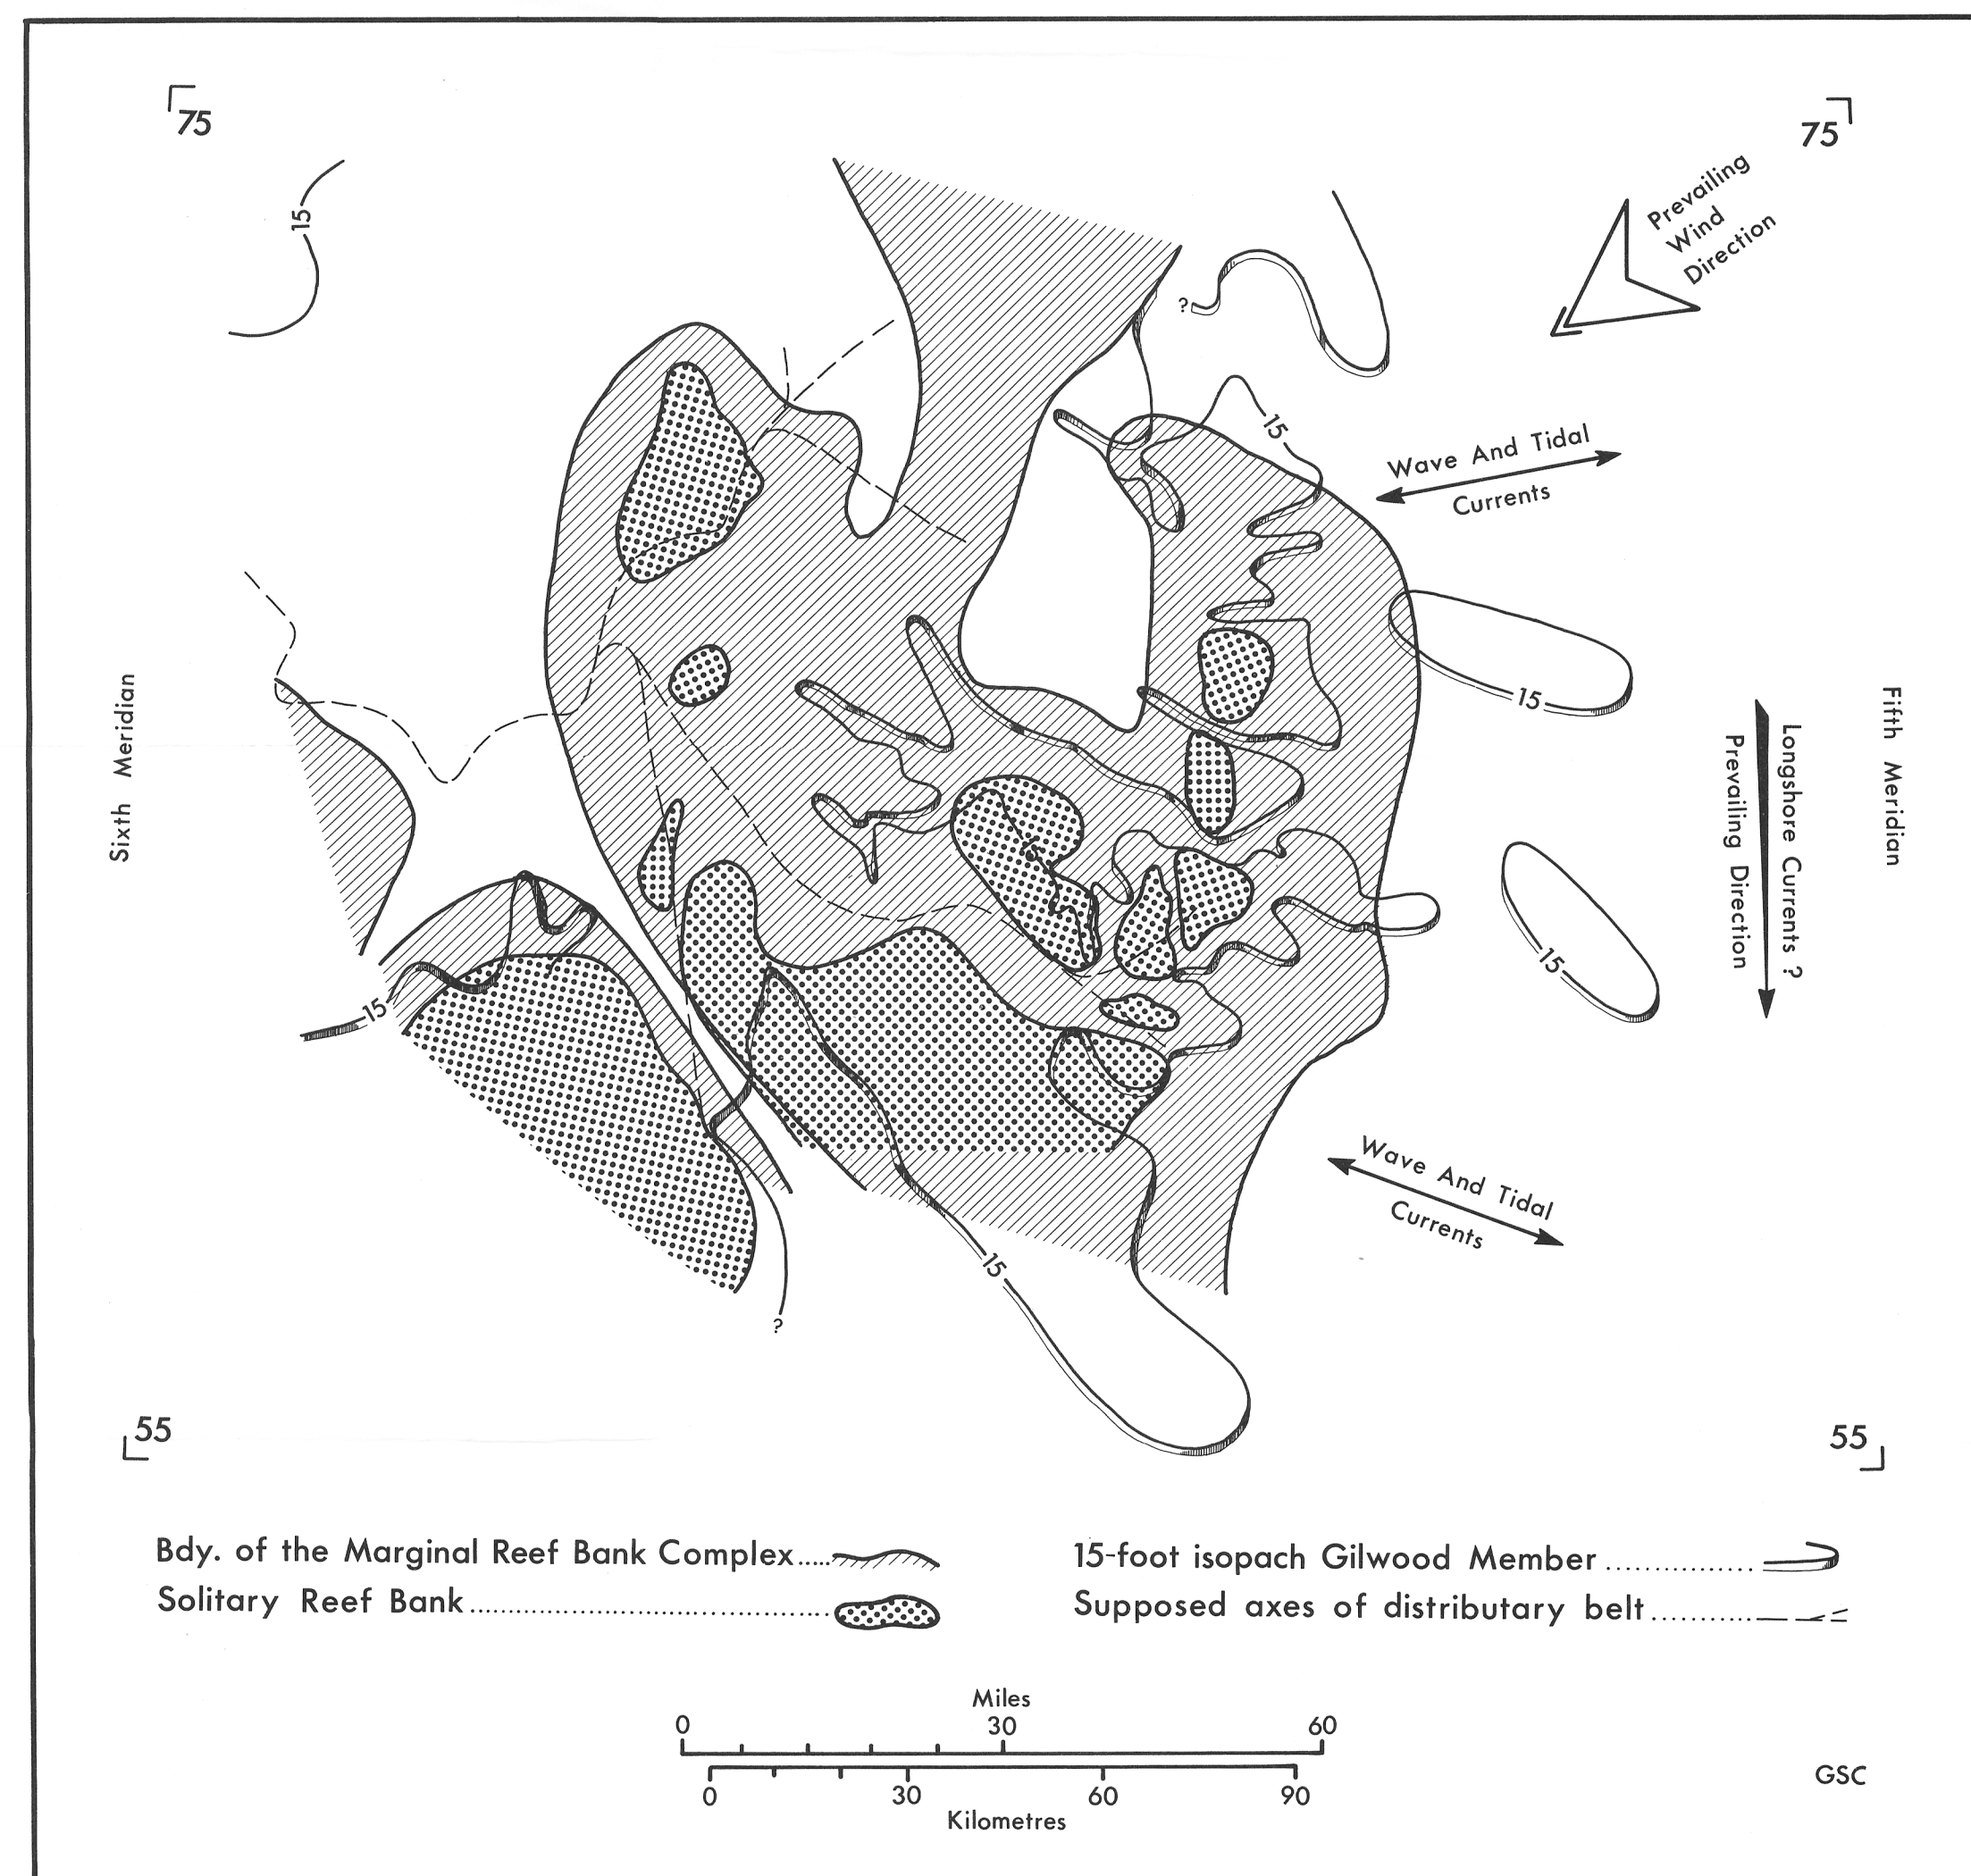 75
75
Prevailing
Wind
Direction
15
?
15
Wave And Tidal
Currents
15
Sixth Meridian
Fifth Meridian
Longshore Currents ?
Prevailing Direction
15
15
Wave And Tidal
Currents
15
?
55
55
Bdy. of the Marginal Reef Bank Complex.....
Solitary Reef Bank
15-foot isopach Gilwood Member
Supposed axes of distributary belt
Miles
0 30 60
0 30 60 90
Kilometres
GSC